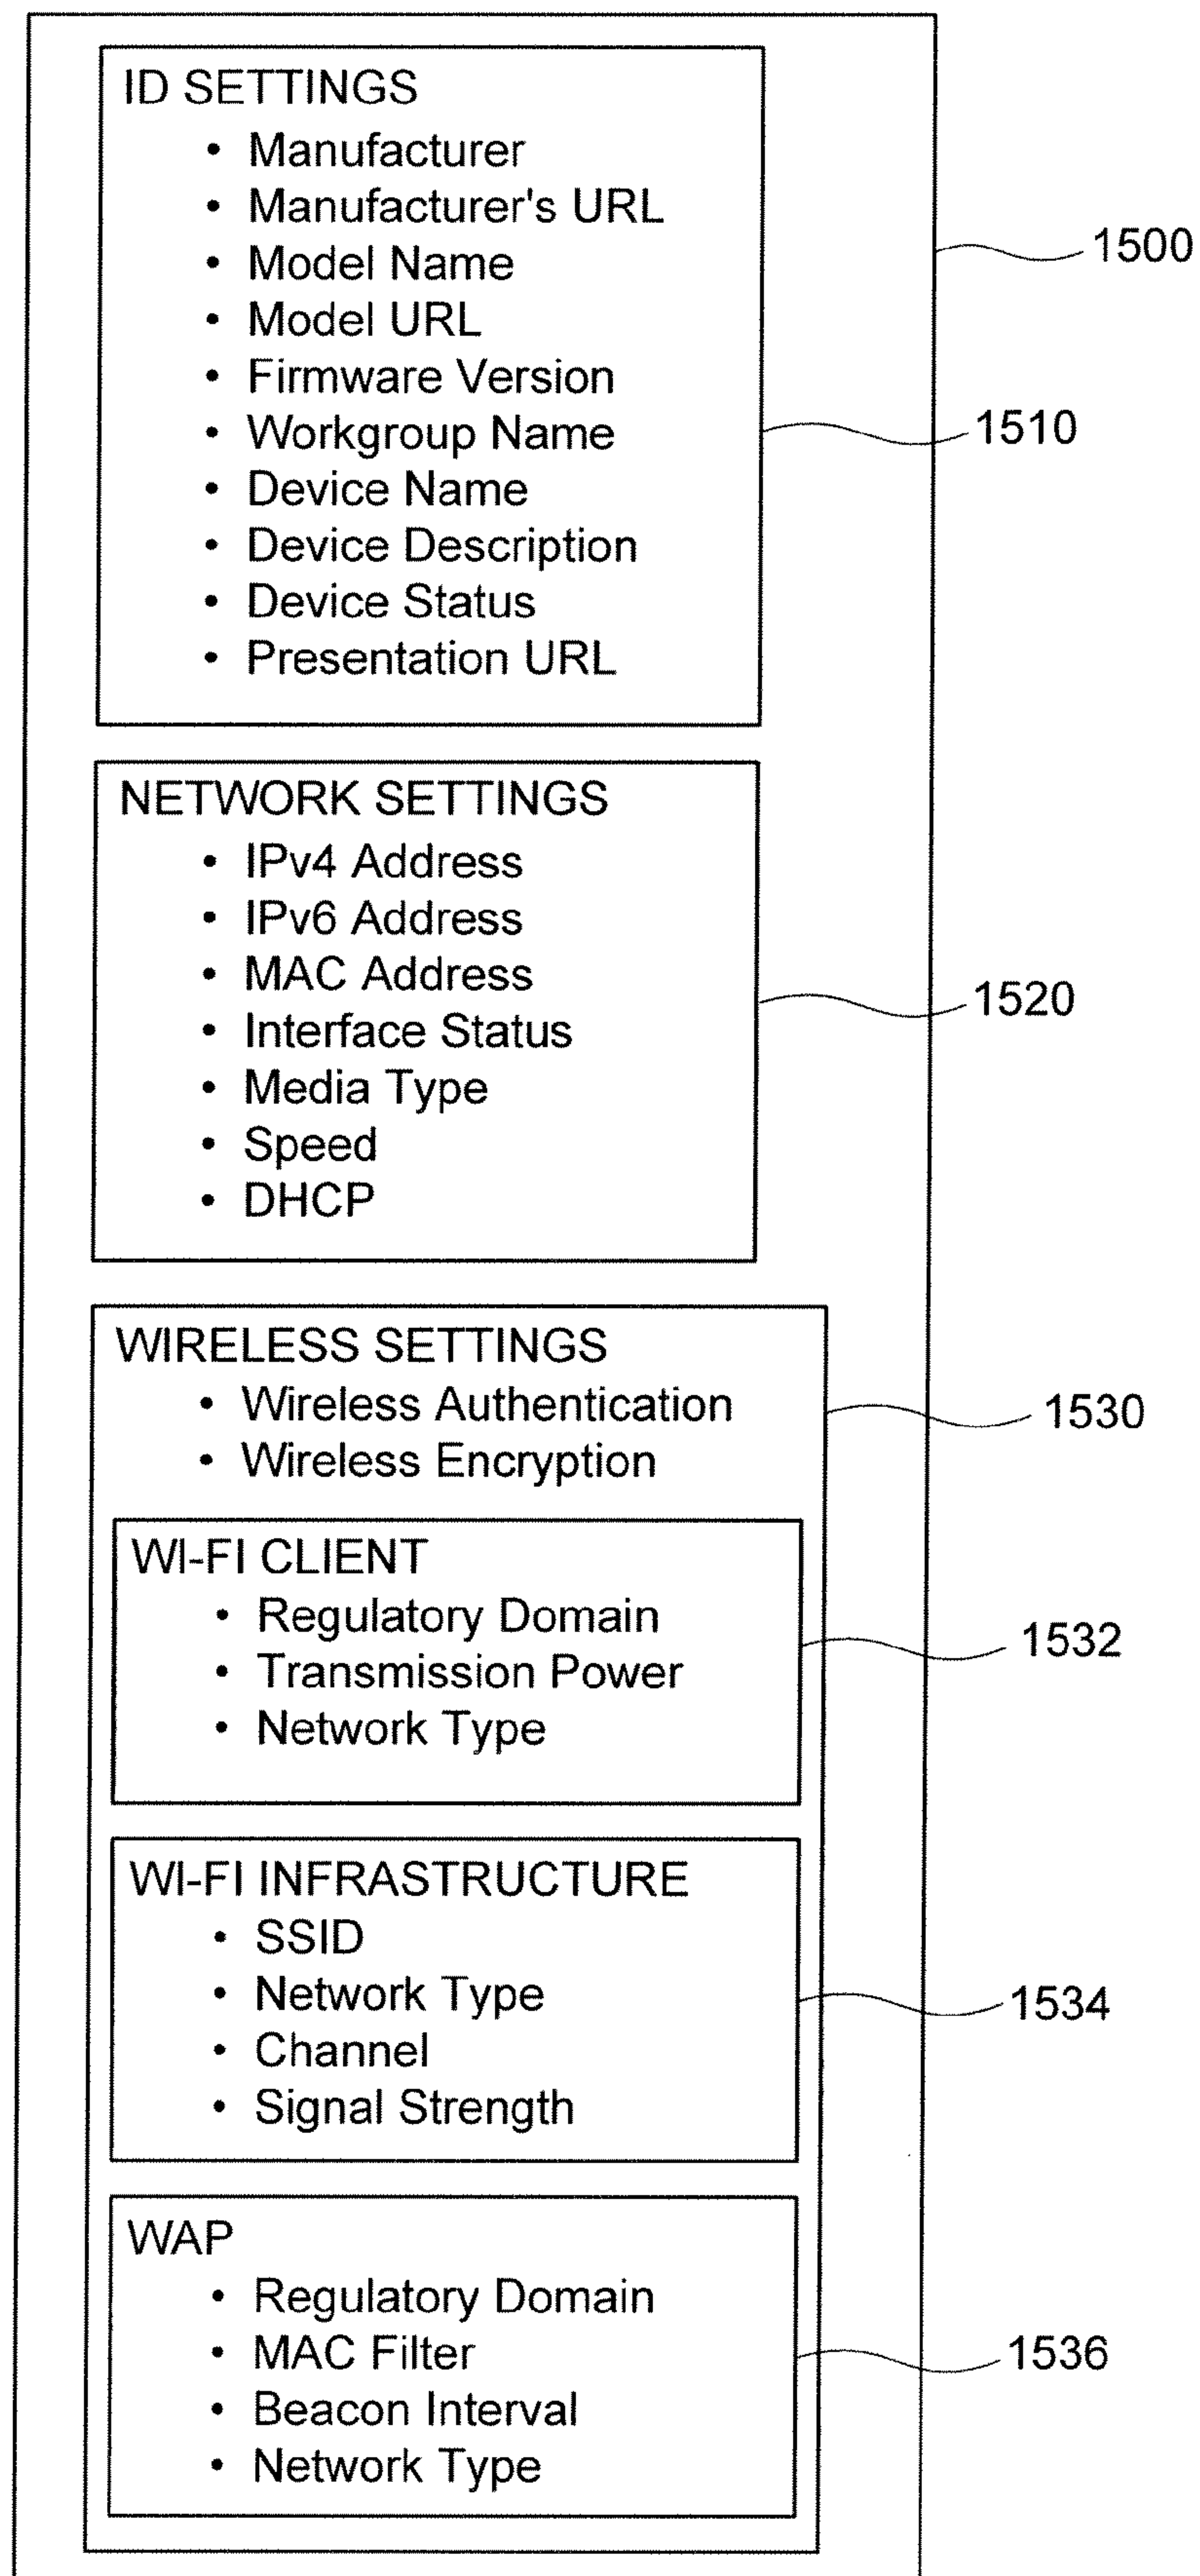 ID SETTINGS
• Manufacturer
• Manufacturer's URL
• Model Name
• Model URL
• Firmware Version
• Workgroup Name
• Device Name
• Device Description
• Device Status
• Presentation URL
1500
1510
NETWORK SETTINGS
• IPv4 Address
• IPv6 Address
• MAC Address
• Interface Status
• Media Type
• Speed
• DHCP
1520
WIRELESS SETTINGS
• Wireless Authentication
• Wireless Encryption
1530
WI-FI CLIENT
• Regulatory Domain
• Transmission Power
• Network Type
1532
WI-FI INFRASTRUCTURE
• SSID
• Network Type
• Channel
• Signal Strength
1534
WAP
• Regulatory Domain
• MAC Filter
• Beacon Interval
• Network Type
1536